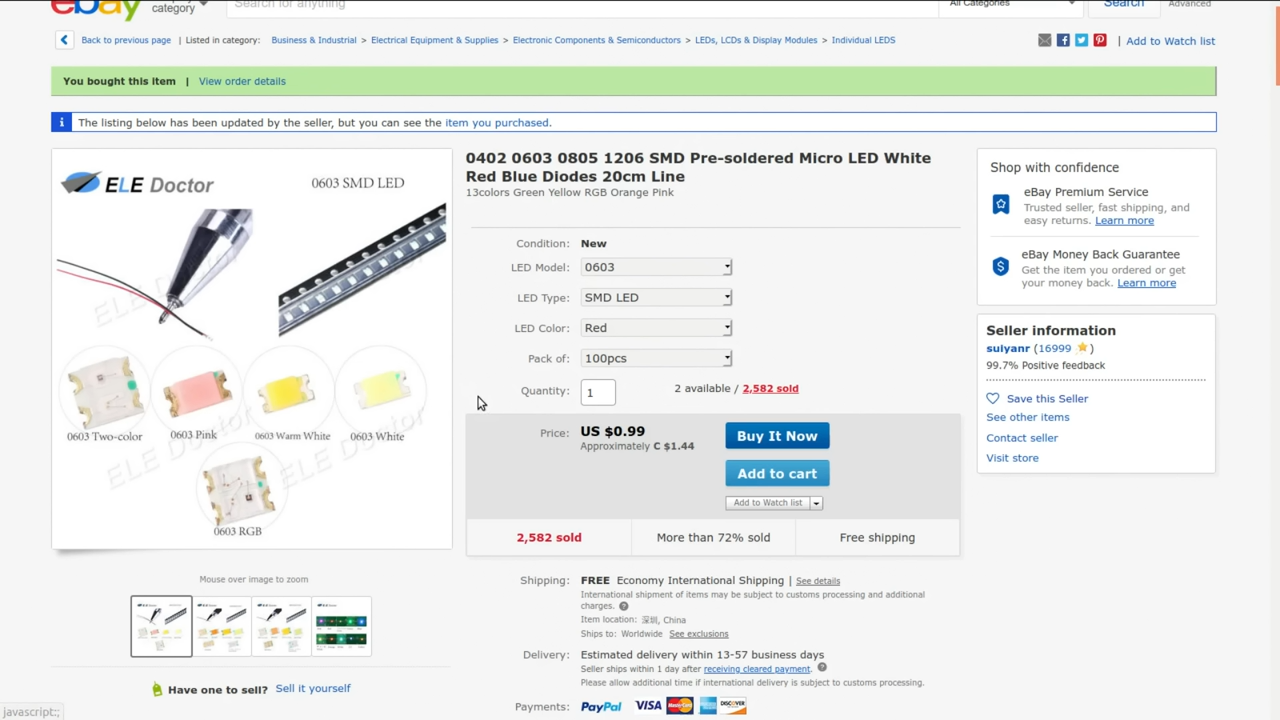 ebay
category
Search for anything
All Categories
Search
Advanced
Back to previous page | Listed in category: Business & Industrial > Electrical Equipment & Supplies > Electronic Components & Semiconductors > LEDs, LCDs & Display Modules > Individual LEDS
| Add to Watch list
You bought this item | View order details
i The listing below has been updated by the seller, but you can see the item you purchased.
ELE Doctor
0603 SMD LED
0603 Two-color
0603 Pink
0603 Warm White
0603 White
0603 RGB
Mouse over image to zoom
Have one to sell? Sell it yourself
0402 0603 0805 1206 SMD Pre-soldered Micro LED White
Red Blue Diodes 20cm Line
13colors Green Yellow RGB Orange Pink
Condition: New
LED Model: 0603
LED Type: SMD LED
LED Color: Red
Pack of: 100pcs
Quantity: 1 2 available / 2,582 sold
Price: US $0.99
Approximately C $1.44
Buy It Now
Add to cart
Add to Watch list
2,582 sold
More than 72% sold
Free shipping
Shipping: FREE Economy International Shipping | See details
International shipment of items may be subject to customs processing and additional
charges.
Item location: 深圳, China
Ships to: Worldwide See exclusions
Delivery: Estimated delivery within 13-57 business days
Seller ships within 1 day after receiving cleared payment.
Please allow additional time if international delivery is subject to customs processing.
Payments: PayPal VISA MasterCard DISCOVER
Shop with confidence
eBay Premium Service
Trusted seller, fast shipping, and
easy returns. Learn more
eBay Money Back Guarantee
Get the item you ordered or get
your money back. Learn more
Seller information
suiyanr (16999 )
99.7% Positive feedback
Save this Seller
See other items
Contact seller
Visit store
javascript:;